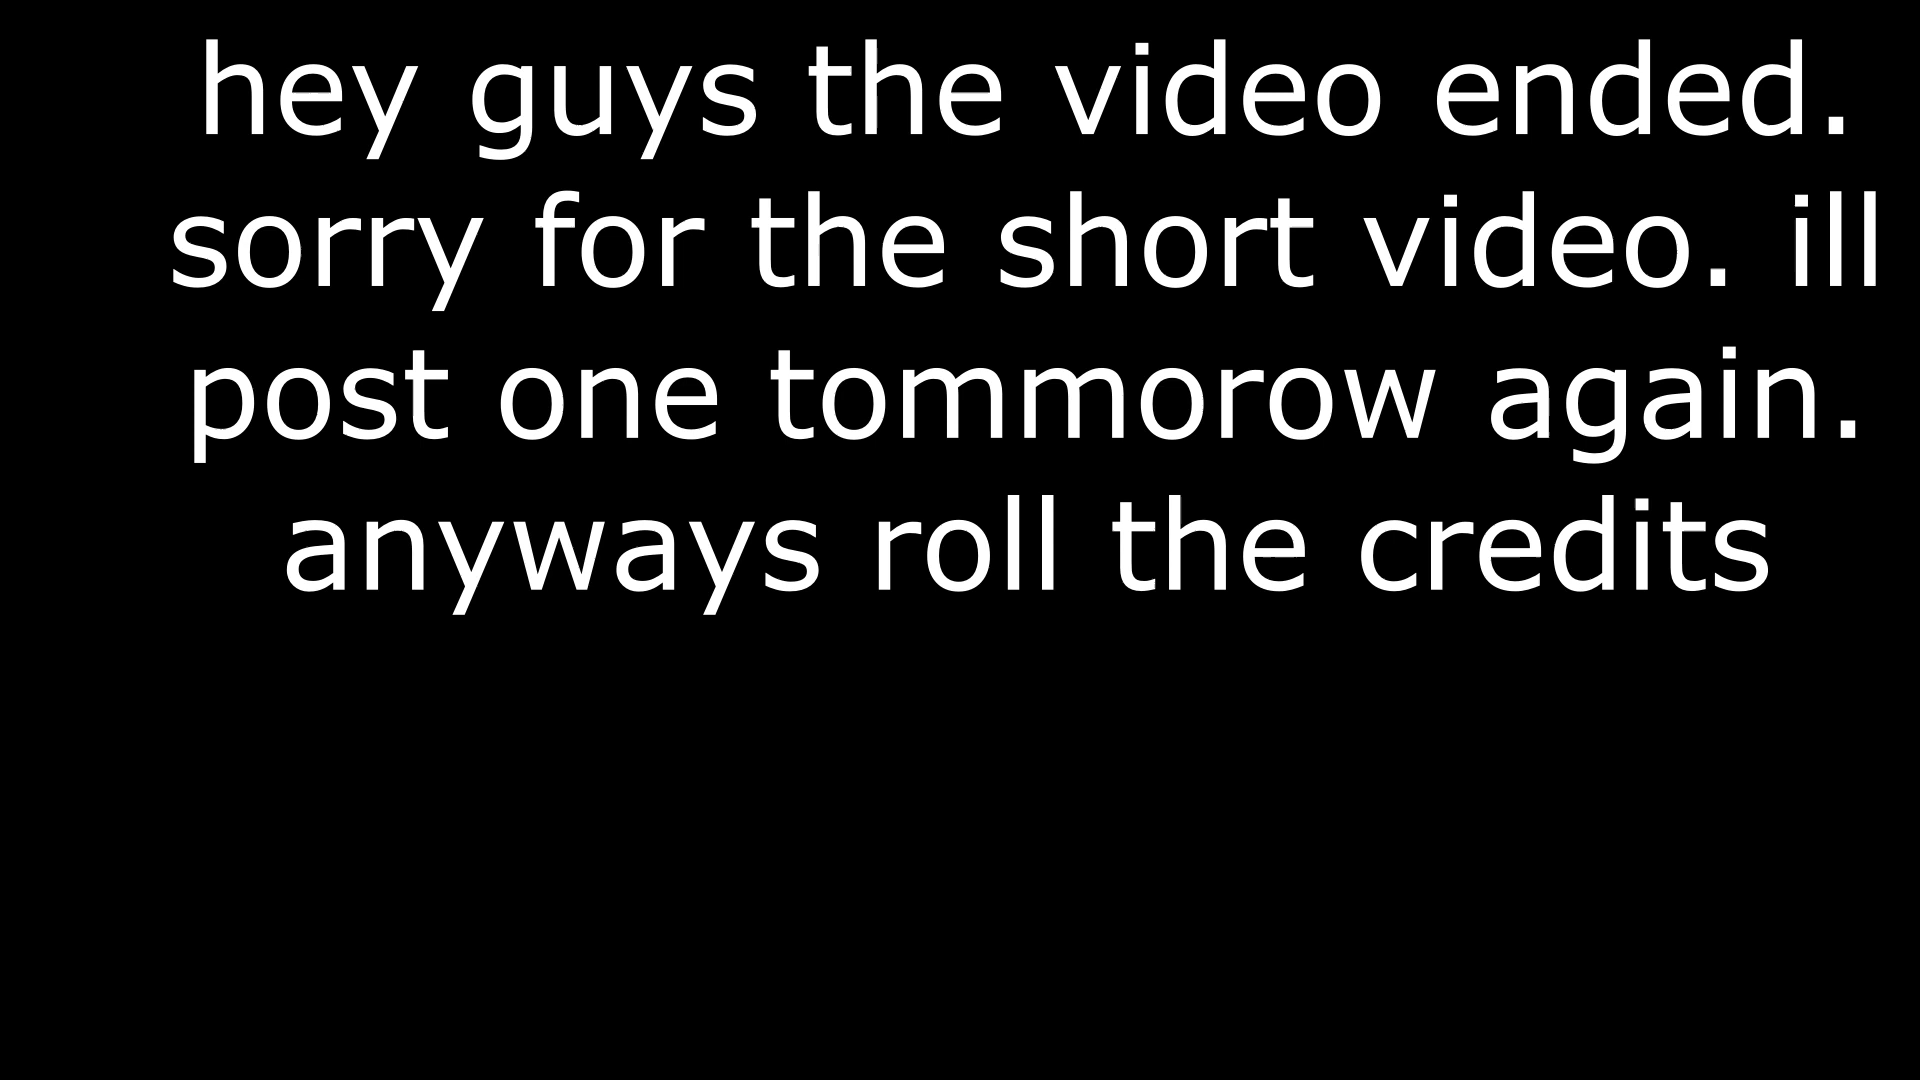 hey guys the video ended.
sorry for the short video. ill
post one tommorow again.
anyways roll the credits